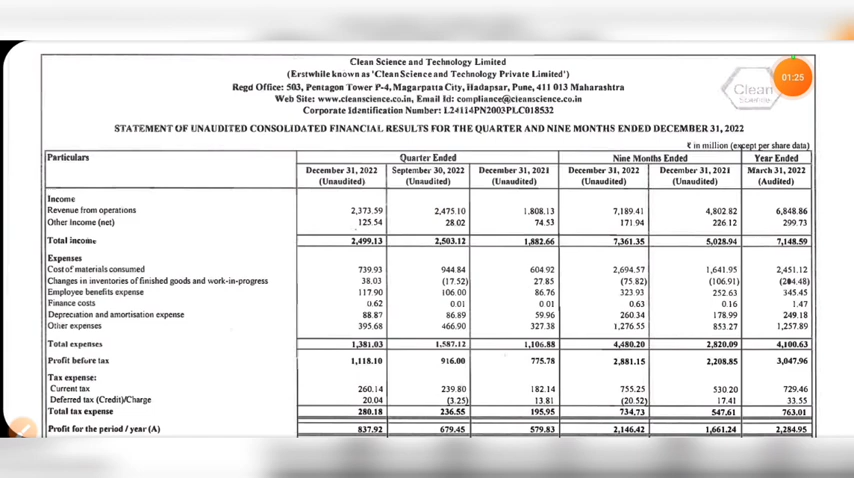 Clean Science and Technology Limited
(Erstwhile known as 'Clean Science and Technology Private Limited')
Regd Office: 503, Pentagon Tower P-4, Magarpatta City, Hadapsar, Pune, 411 013 Maharashtra
Web Site: www.cleanscience.co.in, Email Id: compliance@cleanscience.co.in
Corporate Identification Number: L24114PN2003PLC018532
Clean
01:25
STATEMENT OF UNAUDITED CONSOLIDATED FINANCIAL RESULTS FOR THE QUARTER AND NINE MONTHS ENDED DECEMBER 31, 2022
₹ in million (except per share data)
Particulars Quarter Ended Nine Months Ended Year Ended
December 31, 2022 September 30, 2022 December 31, 2021 December 31, 2022 December 31, 2021 March 31, 2022
(Unaudited) (Unaudited) (Unaudited) (Unaudited) (Unaudited) (Audited)
Income
Revenue from operations 2,373.59 2,475.10 1,808.13 7,189.41 4,802.82 6,848.86
Other Income (net) 125.54 28.02 74.53 171.94 226.12 299.73
Total income 2,499.13 2,503.12 1,882.66 7,361.35 5,028.94 7,148.59
Expenses
Cost of materials consumed 739.93 944.84 604.92 2,694.57 1,641.95 2,451.12
Changes in inventories of finished goods and work-in-progress 38.03 (17.52) 27.85 (75.82) (106.91) (204.48)
Employee benefits expense 117.90 106.00 86.76 323.93 252.63 345.45
Finance costs 0.62 0.01 0 01 0.63 0.16 1.47
Depreciation and amortisation expense 88.87 86.89 59.96 260.34 178.99 249.18
Other expenses 395.68 466.90 327.38 1,276.55 853.27 1,257.89
Total expenses 1,381.03 1,587.12 1,106.88 4,480.20 2,820.09 4,100.63
Profit before tax 1,118.10 916.00 775.78 2,881.15 2,208.85 3,047.96
Tax expense:
Current tax 260.14 239.80 182.14 755.25 530.20 729.46
Deferred tax (Credit)/Charge 20.04 (3.25) 13.81 (20.52) 17.41 33.55
Total tax expense 280.18 236.55 195.95 734.73 547.61 763.01
Profit for the period / year (A) 837.92 679.45 579.83 2,146.42 1,661.24 2,284.95